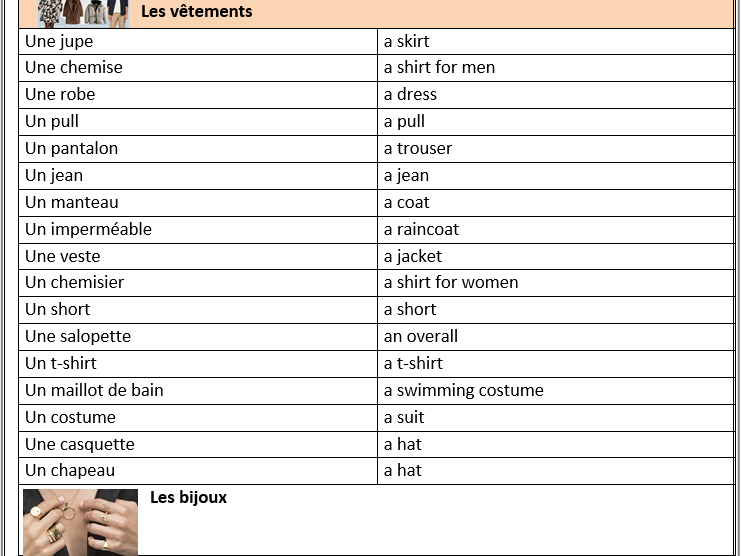 Les vêtements
Une jupe a skirt
Une chemise a shirt for men
Une robe a dress
Un pull a pull
Un pantalon a trouser
Un jean a jean
Un manteau a coat
Un imperméable a raincoat
Une veste a jacket
Un chemisier a shirt for women
Un short a short
Une salopette an overall
Un t-shirt a t-shirt
Un maillot de bain a swimming costume
Un costume a suit
Une casquette a hat
Un chapeau a hat
Les bijoux